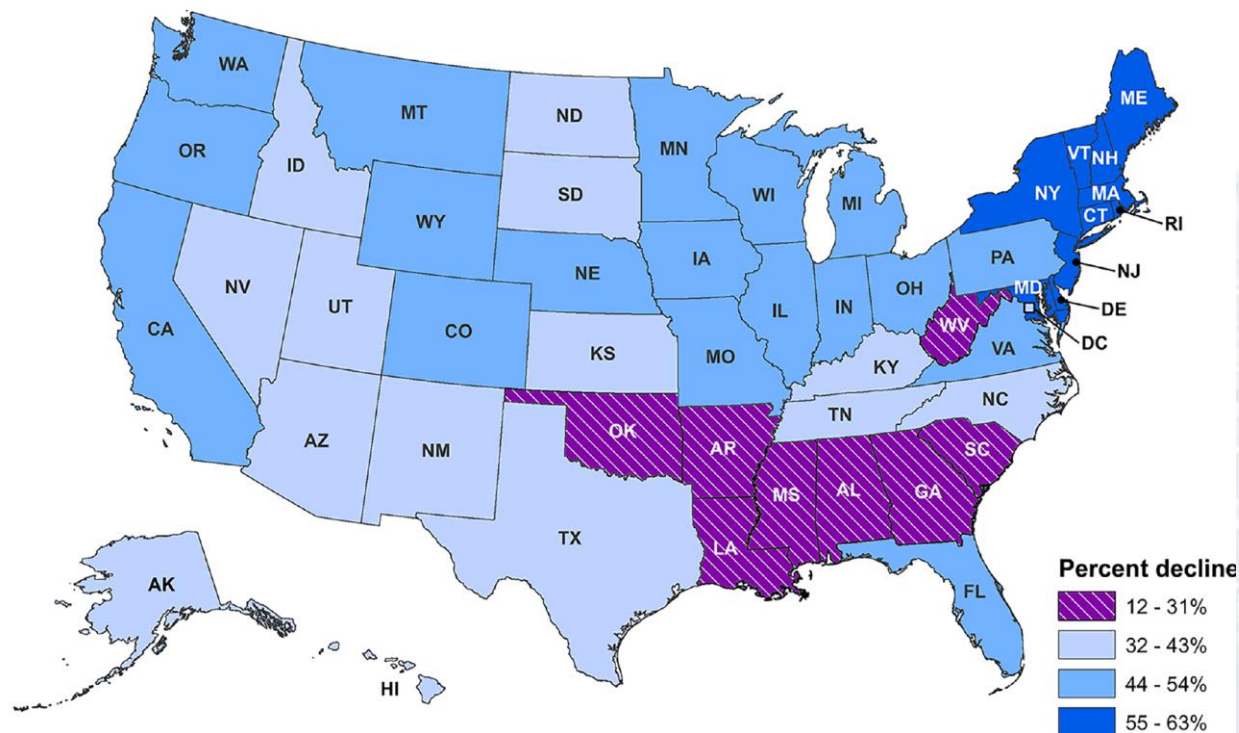 WA
MT
ND
MN
ME
OR
ID
SD
WI
MI
VT
NH
NY
MA
CT
RI
WY
IA
NE
PA
NJ
NV
UT
CO
IL
IN
OH
MD
DE
WV
DC
CA
KS
MO
KY
VA
AZ
NM
OK
AR
TN
NC
SC
MS
AL
GA
TX
LA
FL
AK
HI
Percent decline
12 - 31%
32 - 43%
44 - 54%
55 - 63%